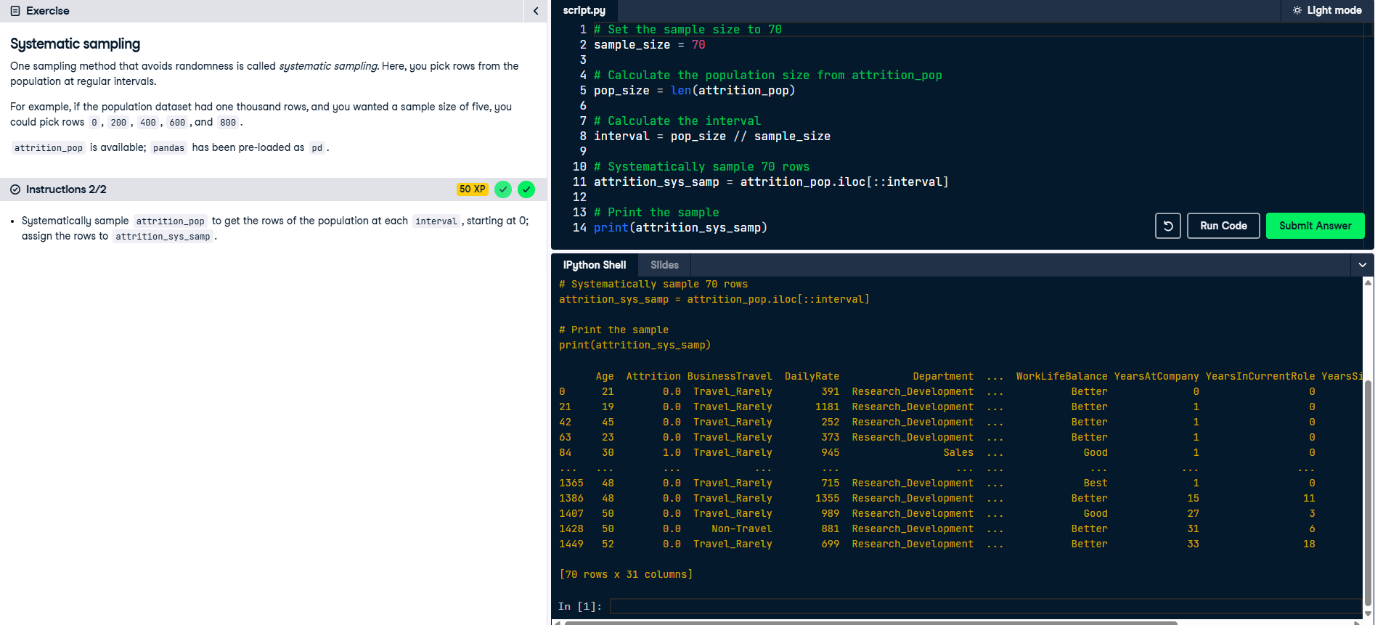 Exercise
Systematic sampling
One sampling method that avoids randomness is called systematic sampling. Here, you pick rows from the
population at regular intervals.
For example, if the population dataset had one thousand rows, and you wanted a sample size of five, you
could pick rows 0, 200, 400, 600, and 800.
attrition_pop is available; pandas has been pre-loaded as pd.
Instructions 2/2
50 XP
• Systematically sample attrition_pop to get the rows of the population at each interval, starting at 0;
assign the rows to attrition_sys_samp.
script.py
Light mode
1 # Set the sample size to 70
2 sample_size = 70
3
4 # Calculate the population size from attrition_pop
5 pop_size = len(attrition_pop)
6
7 # Calculate the interval
8 interval = pop_size // sample_size
9
10 # Systematically sample 70 rows
11 attrition_sys_samp = attrition_pop.iloc[::interval]
12
13 # Print the sample
14 print(attrition_sys_samp)
Run Code
Submit Answer
IPython Shell
Slides
# Systematically sample 70 rows
attrition_sys_samp = attrition_pop.iloc[::interval]
# Print the sample
print(attrition_sys_samp)
Age Attrition BusinessTravel DailyRate Department ... WorkLifeBalance YearsAtCompany YearsInCurrentRole YearsSi
0 21 0.0 Travel_Rarely 391 Research_Development ... Better 0 0
21 19 0.0 Travel_Rarely 1181 Research_Development ... Better 1 0
42 45 0.0 Travel_Rarely 252 Research_Development ... Better 1 0
63 23 0.0 Travel_Rarely 373 Research_Development ... Better 1 0
84 30 1.0 Travel_Rarely 945 Sales ... Good 1 0
... ... ... ... ... ... ... ... ... ...
1365 48 0.0 Travel_Rarely 715 Research_Development ... Best 1 0
1386 48 0.0 Travel_Rarely 1355 Research_Development ... Better 15 11
1407 50 0.0 Travel_Rarely 989 Research_Development ... Good 27 3
1428 50 0.0 Non-Travel 881 Research_Development ... Better 31 6
1449 52 0.0 Travel_Rarely 699 Research_Development ... Better 33 18
[70 rows x 31 columns]
In [1]: